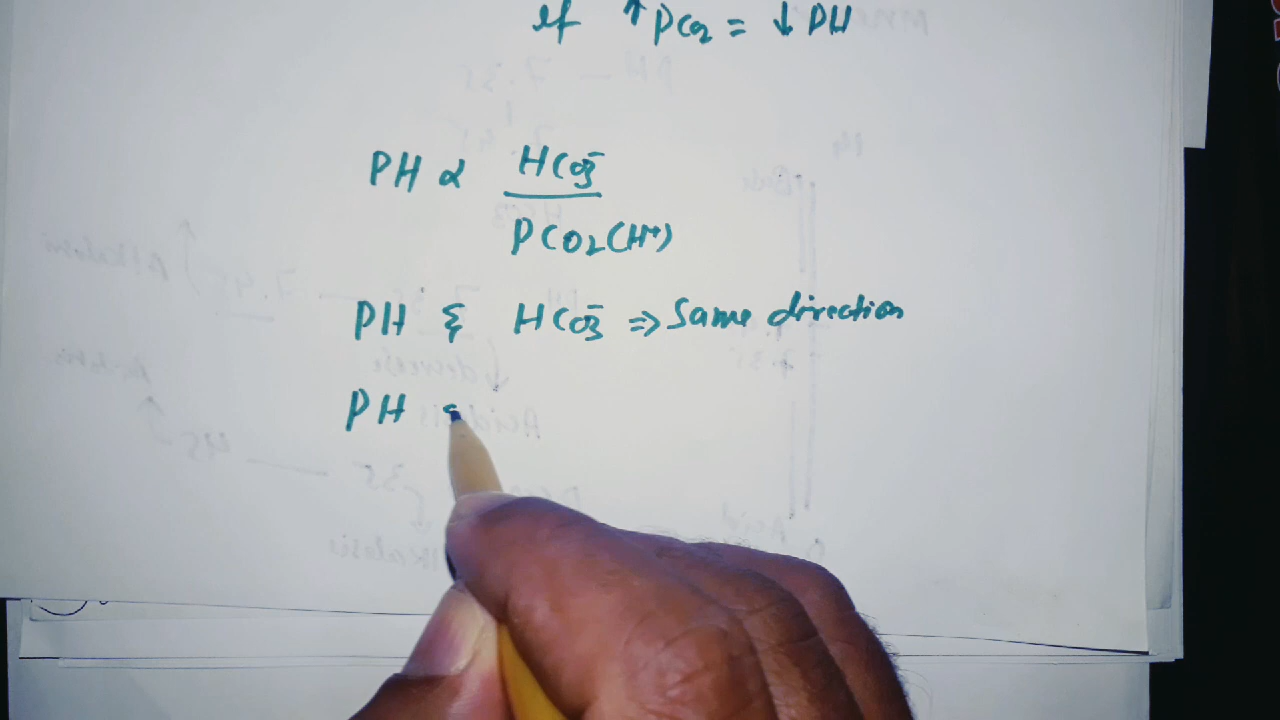 if ↑ PCO2 = ↓ PH
PH α HCO3⁻
PCO2 (H⁺)
PH & HCO3⁻ ⇒ Same direction
PH